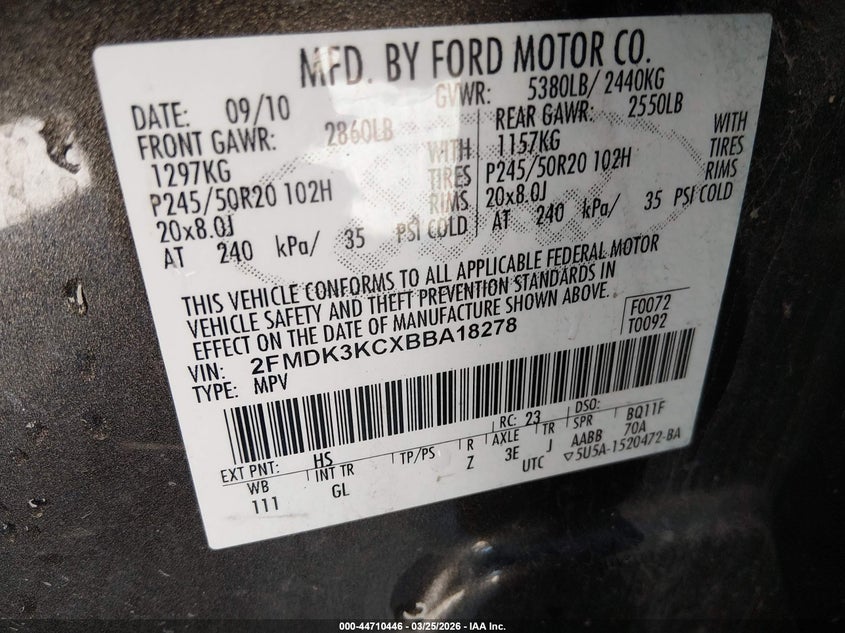 MFD. BY FORD MOTOR CO.
DATE: 09/10 GVWR: 5380LB/ 2440KG
FRONT GAWR: 2860LB REAR GAWR: 2550LB
1297KG WITH 1157KG WITH
P245/50R20 102H TIRES P245/50R20 102H TIRES
20x8.0J RIMS 20x8.0J RIMS
AT 240 kPa/ 35 PSI COLD AT 240 kPa/ 35 PSI COLD
THIS VEHICLE CONFORMS TO ALL APPLICABLE FEDERAL MOTOR
VEHICLE SAFETY AND THEFT PREVENTION STANDARDS IN
EFFECT ON THE DATE OF MANUFACTURE SHOWN ABOVE.
VIN: 2FMDK3KCXBBA18278 F0072
TYPE: MPV T0092
EXT PNT: HS RC: 23 DSO:
WB INT TR TP/PS R AXLE TR SPR BQ11F
111 GL Z 3E J AABB 70A
UTC ▽5U5A-1520472-BA
000-44710446 - 03/25/2026 - IAA Inc.